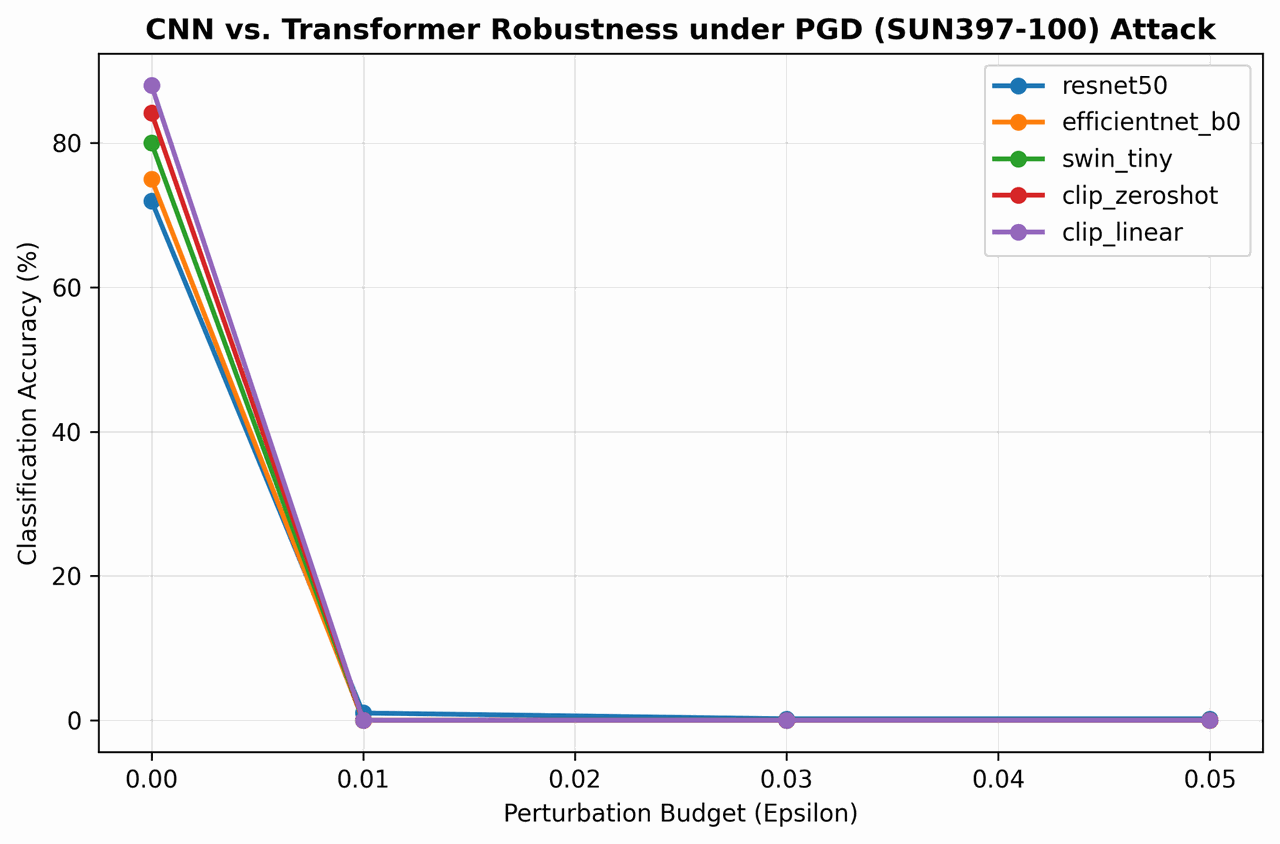 CNN vs. Transformer Robustness under PGD (SUN397-100) Attack
resnet50
efficientnet_b0
swin_tiny
clip_zeroshot
clip_linear
Classification Accuracy (%)
80
60
40
20
0
0.00 0.01 0.02 0.03 0.04 0.05
Perturbation Budget (Epsilon)